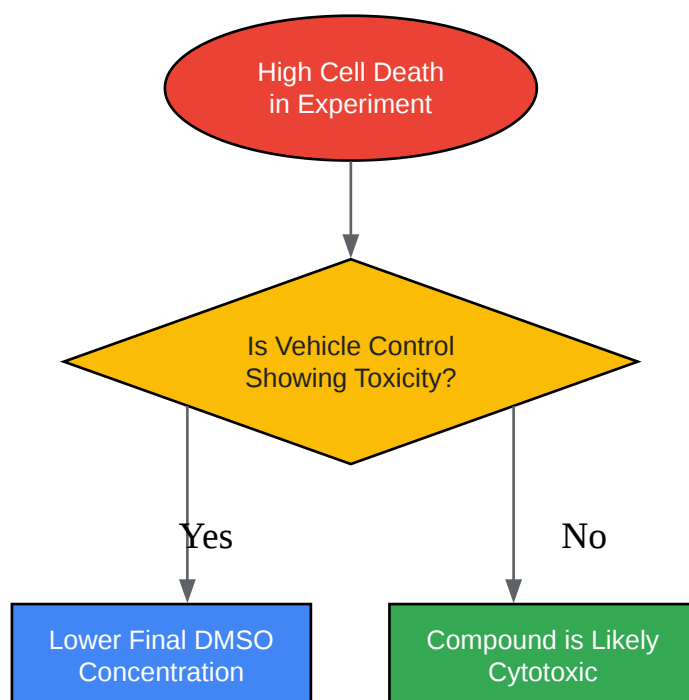 High Cell Death
in Experiment
Is Vehicle Control
Showing Toxicity?
Yes
No
Lower Final DMSO
Concentration
Compound is Likely
Cytotoxic